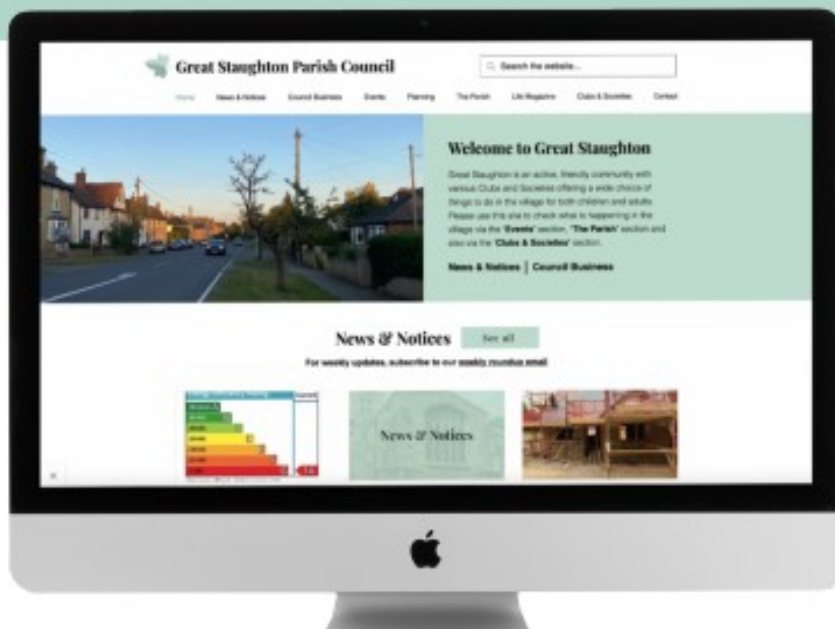 Great Staughton Parish Council
Search the website...
Home News & Notices Council Business Events Planning The Parish Life Magazine Clubs & Societies Contact
Welcome to Great Staughton
Great Staughton is an active, friendly community with
various Clubs and Societies offering a wide choice of
things to do in the village for both children and adults.
Please use this site to check what is happening in the
village via the 'Events' section, 'The Parish' section and
also via the 'Clubs & Societies' section.
News & Notices | Council Business
News & Notices See all
For weekly updates, subscribe to our weekly roundup email
News & Notices